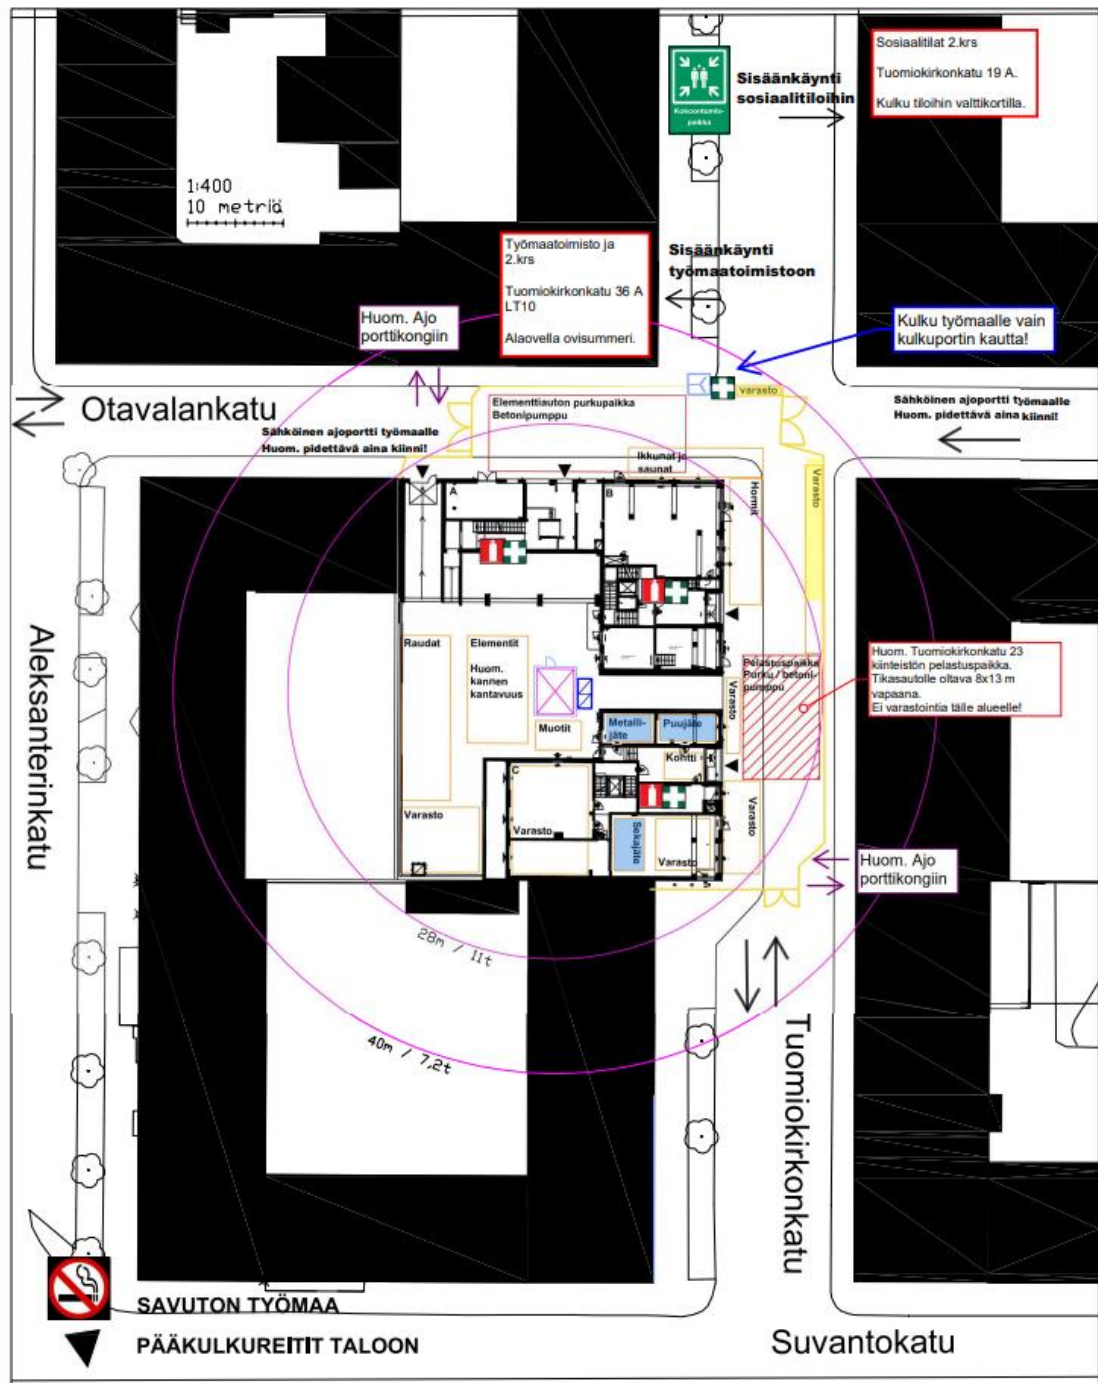 Sosiaalitilat 2.krs
Tuomiokirkonkatu 19 A.
Kulku tiloihin valttikortilla.
Sisäänkäynti
sosiaalitiloihin
Kokoontumis-
paikka
1:400
10 metriä
Työmaatoimisto ja
2.krs
Tuomiokirkonkatu 36 A
LT10
Alaovella ovisummeri.
Sisäänkäynti
työmaatoimistoon
Huom. Ajo
porttikongiin
Kulku työmaalle vain
kulkuportin kautta!
Otavalankatu
Elementtiauton purkupaikka
Betonipumppu
varasto
Sähköinen ajoportti työmaalle
Huom. pidettävä aina kiinni!
Sähköinen ajoportti työmaalle
Huom. pidettävä aina kiinni!
Ikkunat ja
saunat
Hormit
Varasto
A
B
Raudat
Elementit
Huom.
kannen
kantavuus
Muotit
Pelastuspaikka
Purku / betoni-
pumppu
Huom. Tuomiokirkonkatu 23
kiinteistön pelastuspaikka.
Tikasautolle oltava 8x13 m
vapaana.
Ei varastointia tälle alueelle!
Varasto
Metalli-
jäte
Puujäte
Kontti
C
Varasto
Varasto
Sekajäte
Varasto
Varasto
Huom. Ajo
porttikongiin
Aleksanterinkatu
28m / 11t
40m / 7,2t
Tuomiokirkonkatu
SAVUTON TYÖMAA
PÄÄKULKUREITIT TALOON
Suvantokatu